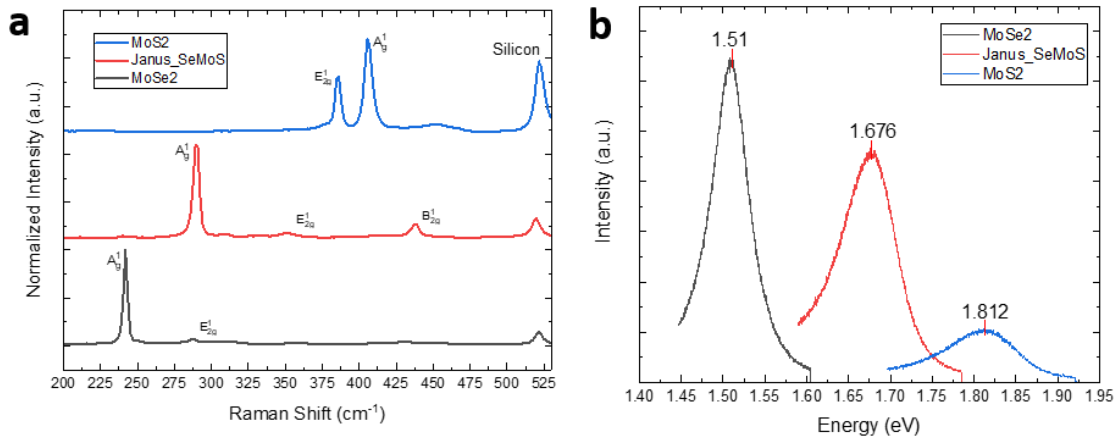 a
MoS2
Janus_SeMoS
MoSe2
A¹g
E¹2g
Silicon
A¹g
E¹2g
B¹2g
A¹g
E¹2g
Normalized Intensity (a.u.)
200 225 250 275 300 325 350 375 400 425 450 475 500 525
Raman Shift (cm⁻¹)
b
1.51
MoSe2
Janus_SeMoS
MoS2
1.676
1.812
Intensity (a.u.)
1.40 1.45 1.50 1.55 1.60 1.65 1.70 1.75 1.80 1.85 1.90 1.95
Energy (eV)